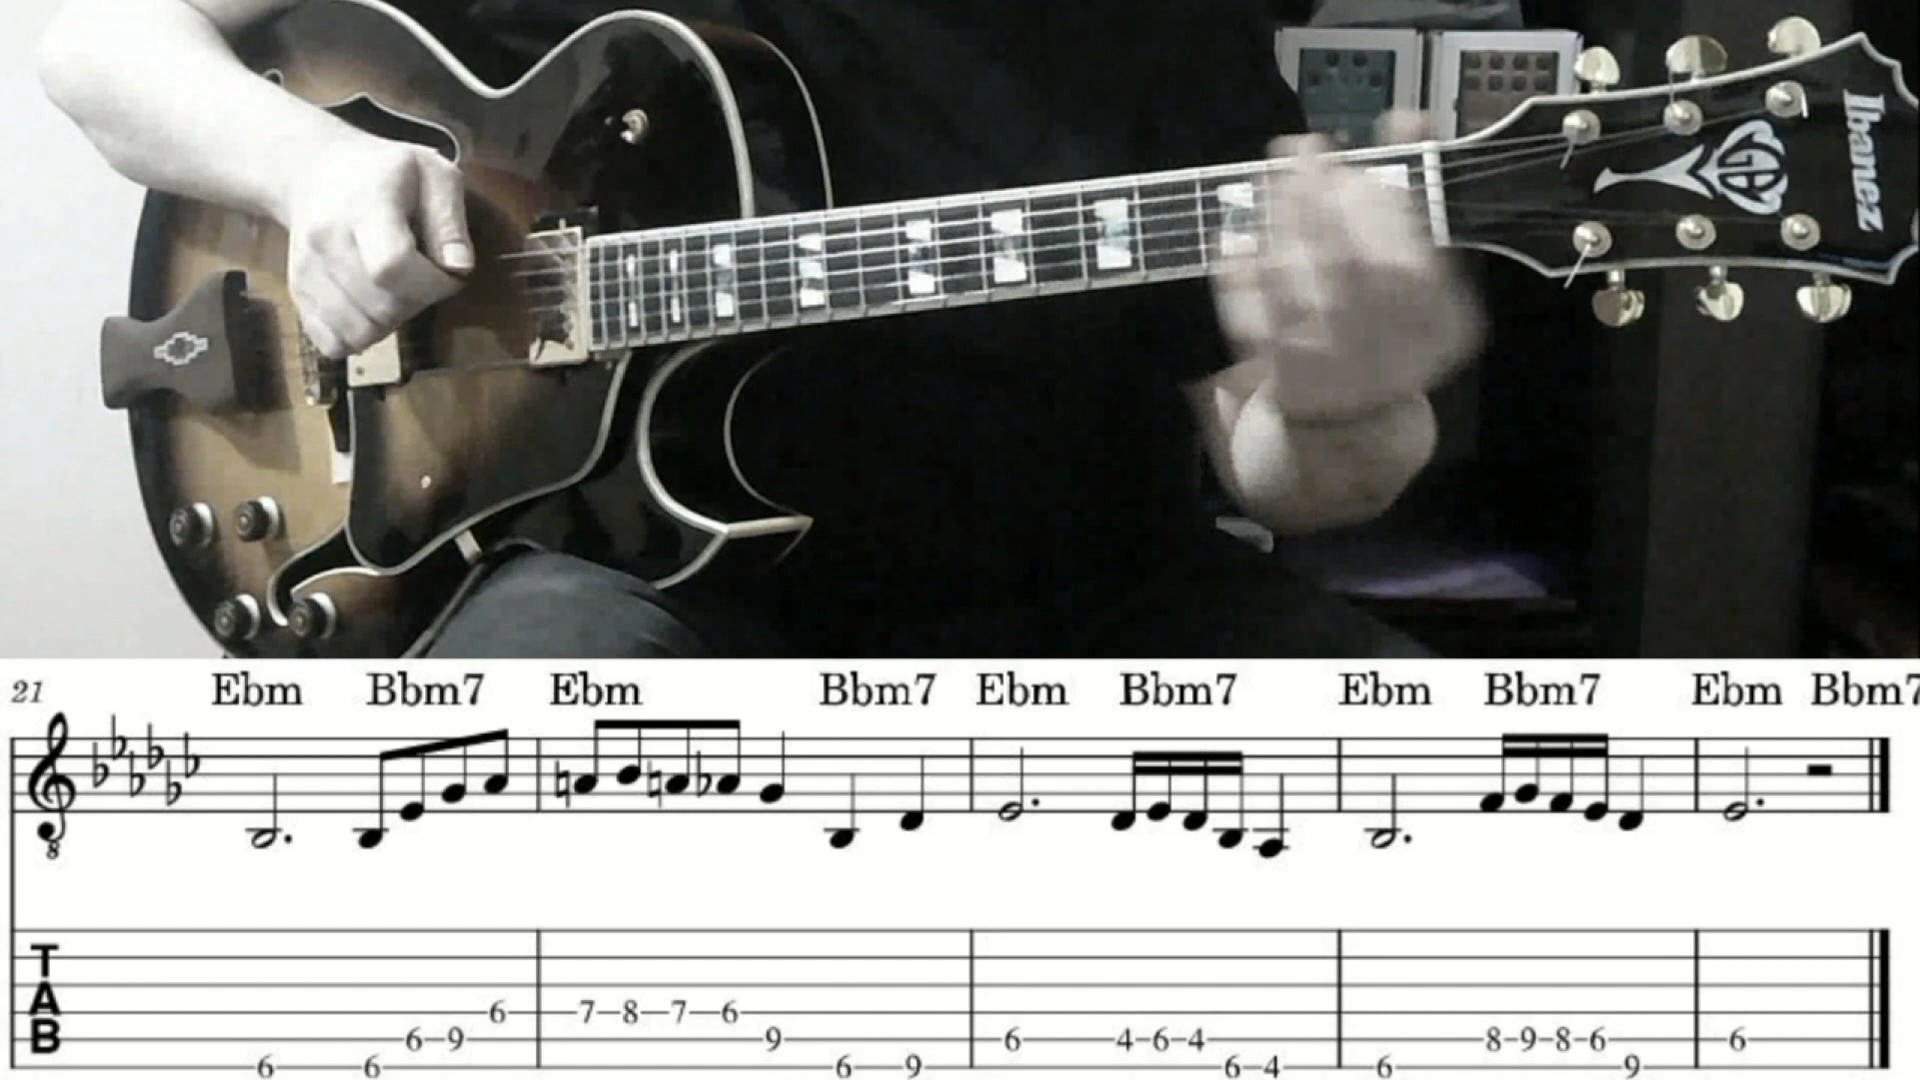 Ibanez
21 Ebm Bbm7 Ebm Bbm7 Ebm Bbm7 Ebm Bbm7 Ebm Bbm7
8
T
A 6 7 8 7 6
B 6 9 9 6 4 6 4 8 9 8 6 6
6 6 6 9 6 4 6 9